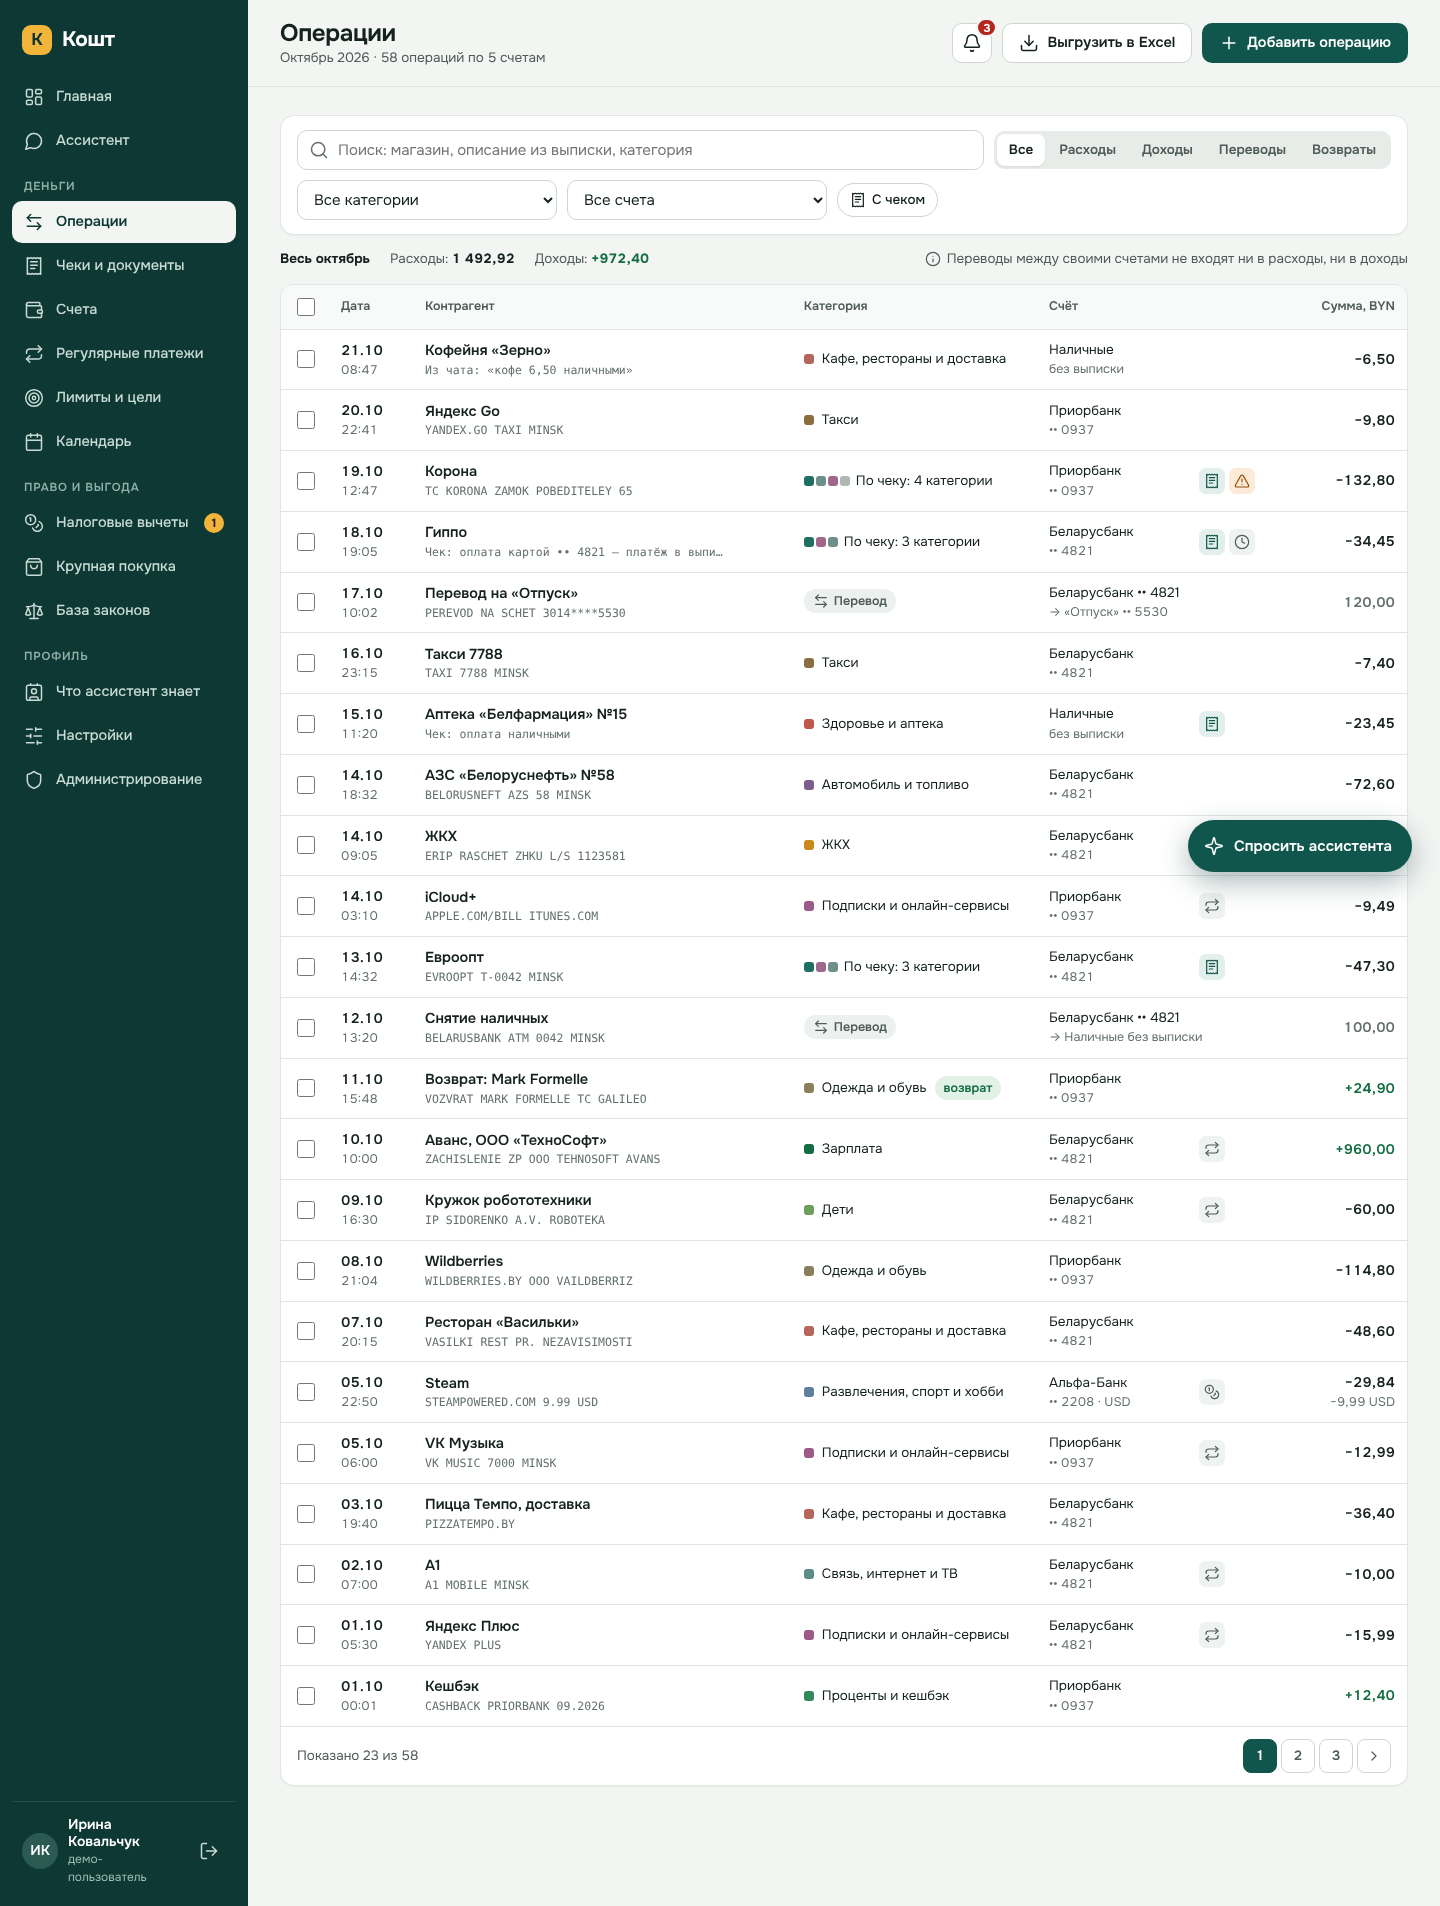 К Кошт
Главная
Ассистент
ДЕНЬГИ
Операции
Чеки и документы
Счета
Регулярные платежи
Лимиты и цели
Календарь
ПРАВО И ВЫГОДА
Налоговые вычеты 1
Крупная покупка
База законов
ПРОФИЛЬ
Что ассистент знает
Настройки
Администрирование
ИК
Ирина
Ковальчук
демо-
пользователь
Операции
Октябрь 2026 · 58 операций по 5 счетам
3
Выгрузить в Excel
Добавить операцию
Поиск: магазин, описание из выписки, категория
Все Расходы Доходы Переводы Возвраты
Все категории
Все счета
С чеком
Весь октябрь Расходы: 1 492,92 Доходы: +972,40
Переводы между своими счетами не входят ни в расходы, ни в доходы
Дата Контрагент Категория Счёт Сумма, BYN
21.10 Кофейня «Зерно» Кафе, рестораны и доставка Наличные −6,50
08:47 Из чата: «кофе 6,50 наличными» без выписки
20.10 Яндекс Go Такси Приорбанк −9,80
22:41 YANDEX.GO TAXI MINSK •• 0937
19.10 Корона По чеку: 4 категории Приорбанк −132,80
12:47 TC KORONA ZAMOK POBEDITELEY 65 •• 0937
18.10 Гиппо По чеку: 3 категории Беларусбанк −34,45
19:05 Чек: оплата картой •• 4821 — платёж в выпи… •• 4821
17.10 Перевод на «Отпуск» Перевод Беларусбанк •• 4821 120,00
10:02 PEREVOD NA SCHET 3014****5530 → «Отпуск» •• 5530
16.10 Такси 7788 Такси Беларусбанк −7,40
23:15 TAXI 7788 MINSK •• 4821
15.10 Аптека «Белфармация» №15 Здоровье и аптека Наличные −23,45
11:20 Чек: оплата наличными без выписки
14.10 АЗС «Белоруснефть» №58 Автомобиль и топливо Беларусбанк −72,60
18:32 BELORUSNEFT AZS 58 MINSK •• 4821
14.10 ЖКХ ЖКХ Беларусбанк
09:05 ERIP RASCHET ZHKU L/S 1123581 •• 4821
Спросить ассистента
14.10 iCloud+ Подписки и онлайн-сервисы Приорбанк −9,49
03:10 APPLE.COM/BILL ITUNES.COM •• 0937
13.10 Евроопт По чеку: 3 категории Беларусбанк −47,30
14:32 EVROOPT T-0042 MINSK •• 4821
12.10 Снятие наличных Перевод Беларусбанк •• 4821 100,00
13:20 BELARUSBANK ATM 0042 MINSK → Наличные без выписки
11.10 Возврат: Mark Formelle Одежда и обувь возврат Приорбанк +24,90
15:48 VOZVRAT MARK FORMELLE TC GALILEO •• 0937
10.10 Аванс, ООО «ТехноСофт» Зарплата Беларусбанк +960,00
10:00 ZACHISLENIE ZP OOO TEHNOSOFT AVANS •• 4821
09.10 Кружок робототехники Дети Беларусбанк −60,00
16:30 IP SIDORENKO A.V. ROBOTEKA •• 4821
08.10 Wildberries Одежда и обувь Приорбанк −114,80
21:04 WILDBERRIES.BY OOO VAILDBERRIZ •• 0937
07.10 Ресторан «Васильки» Кафе, рестораны и доставка Беларусбанк −48,60
20:15 VASILKI REST PR. NEZAVISIMOSTI •• 4821
05.10 Steam Развлечения, спорт и хобби Альфа-Банк −29,84
22:50 STEAMPOWERED.COM 9.99 USD •• 2208 · USD −9,99 USD
05.10 VK Музыка Подписки и онлайн-сервисы Приорбанк −12,99
06:00 VK MUSIC 7000 MINSK •• 0937
03.10 Пицца Темпо, доставка Кафе, рестораны и доставка Беларусбанк −36,40
19:40 PIZZATEMPO.BY •• 4821
02.10 А1 Связь, интернет и ТВ Беларусбанк −10,00
07:00 A1 MOBILE MINSK •• 4821
01.10 Яндекс Плюс Подписки и онлайн-сервисы Беларусбанк −15,99
05:30 YANDEX PLUS •• 4821
01.10 Кешбэк Проценты и кешбэк Приорбанк +12,40
00:01 CASHBACK PRIORBANK 09.2026 •• 0937
Показано 23 из 58
1 2 3